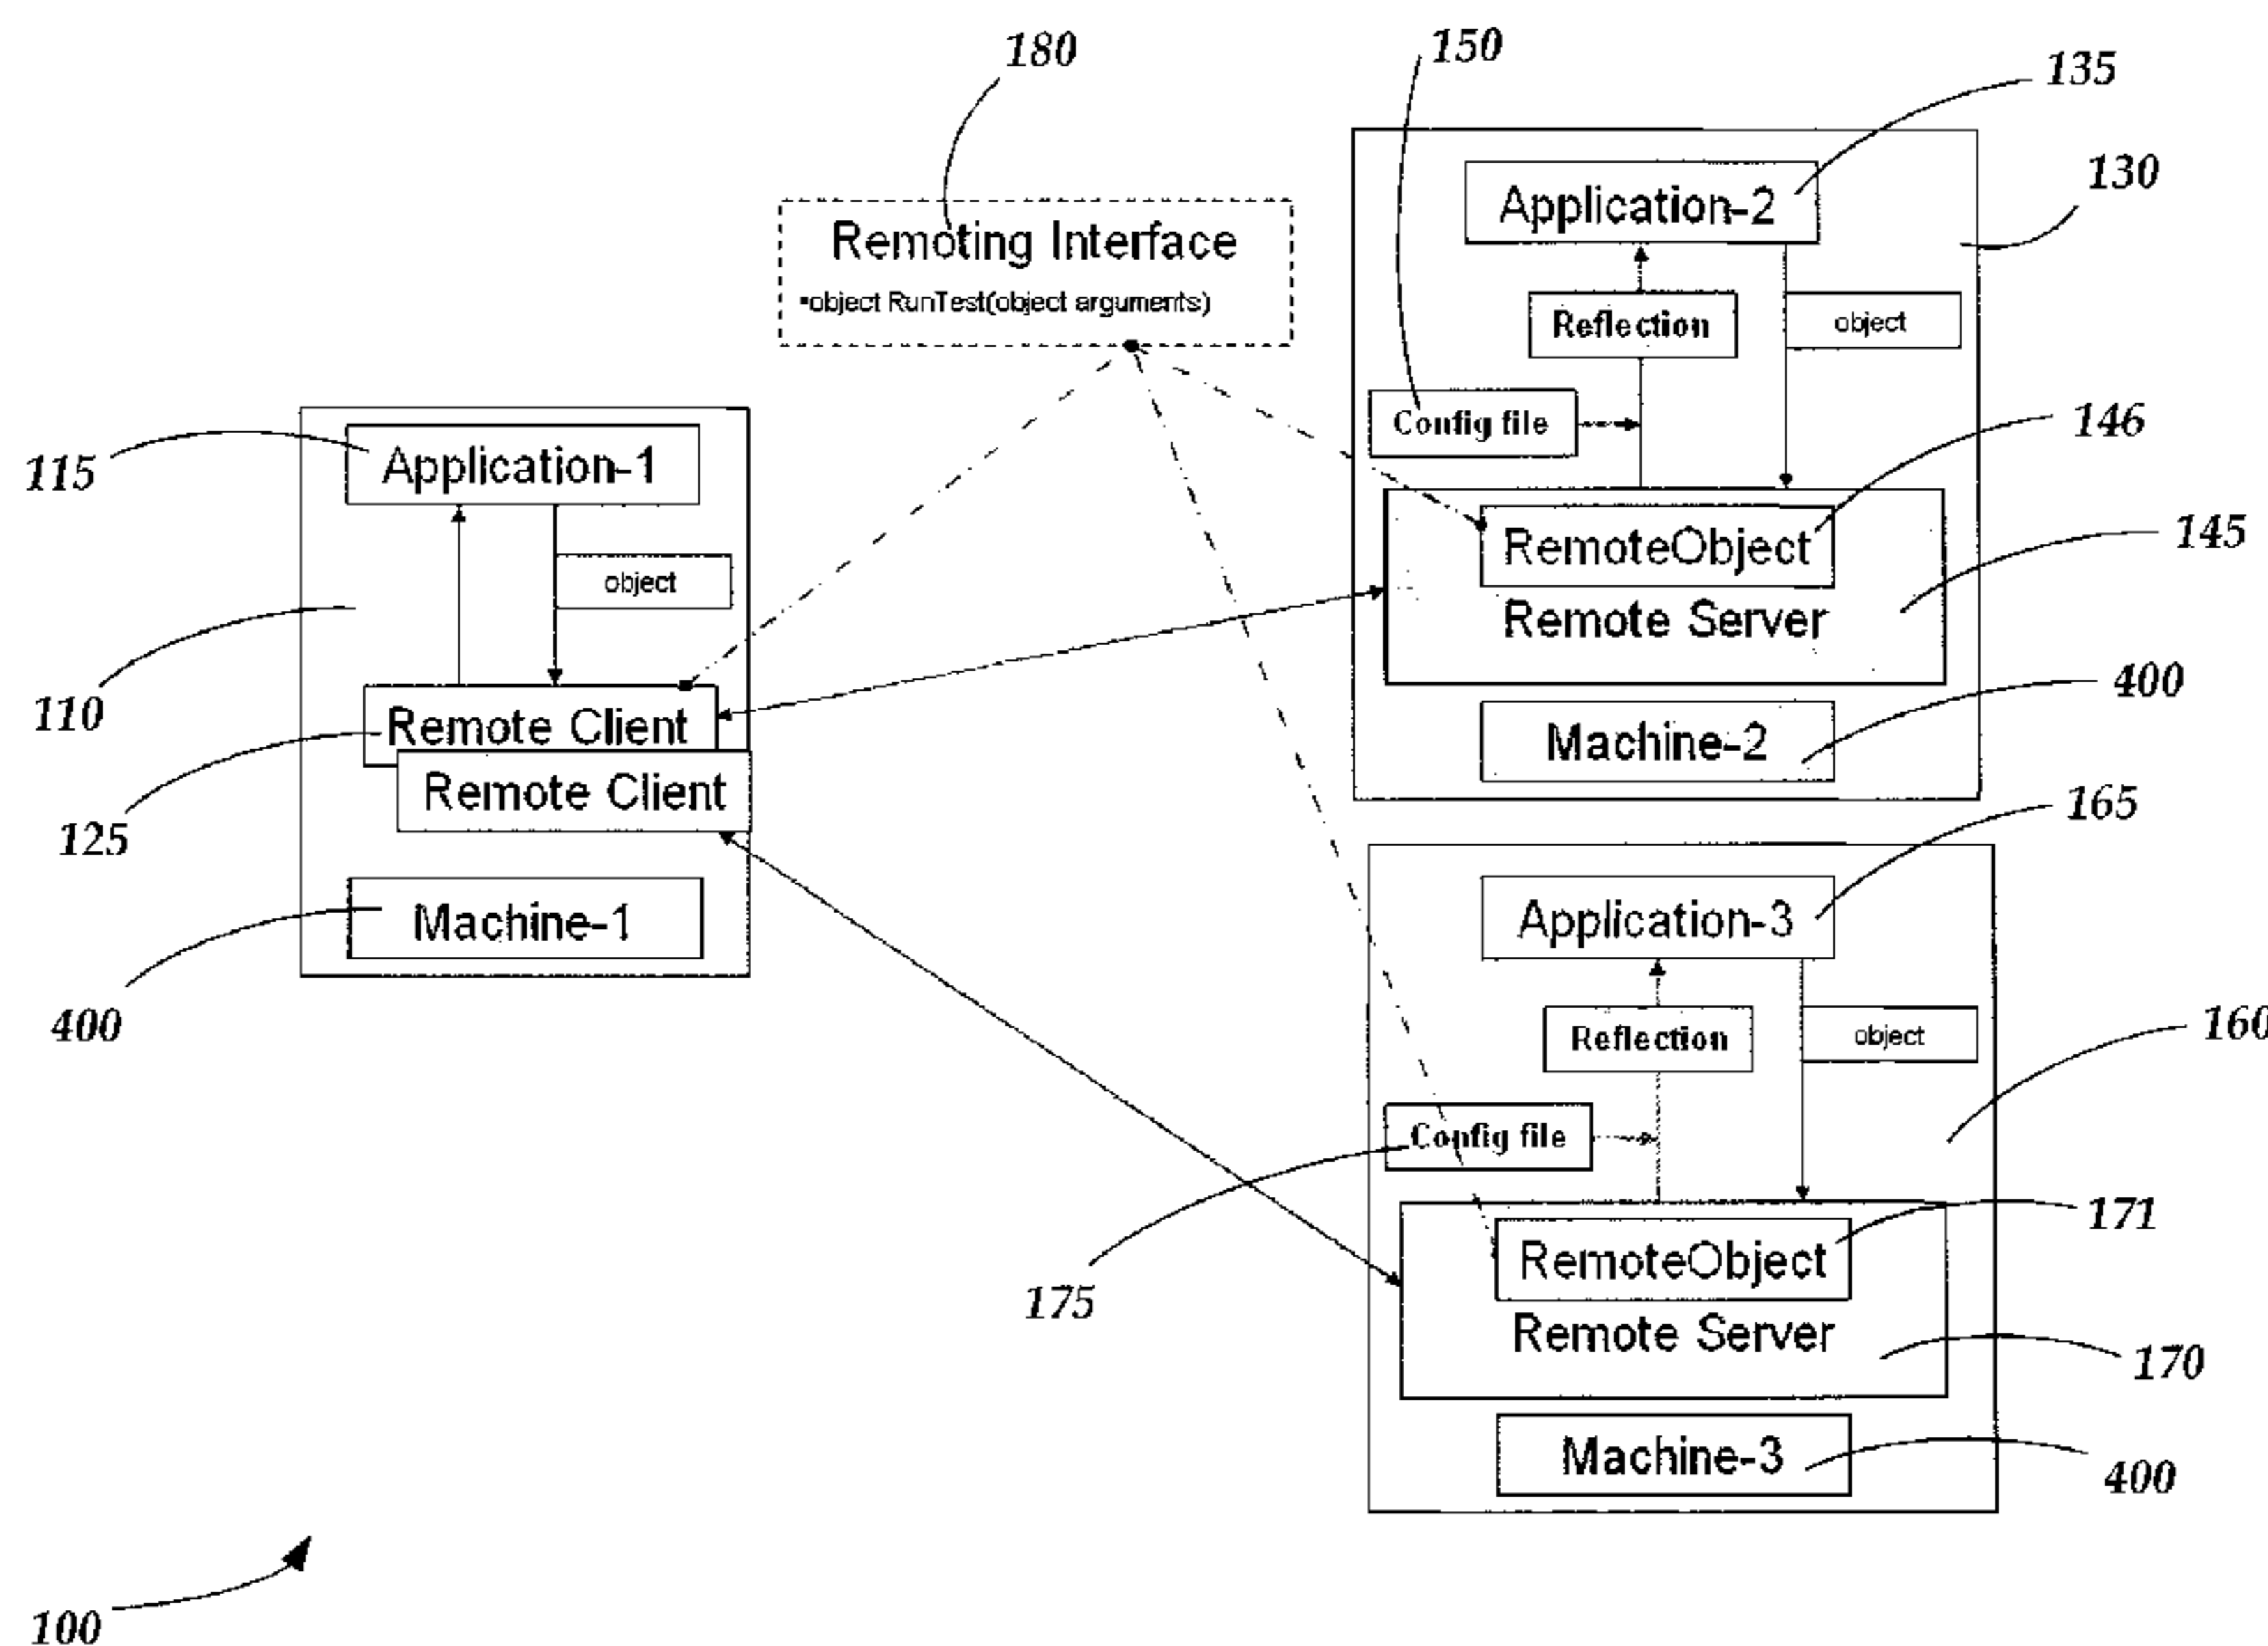 180
150
135
130
Remoting Interface
▪object RunTest(object arguments)
Application-2
Reflection
object
Config file
146
RemoteObject
145
Remote Server
400
Machine-2
115
Application-1
object
110
Remote Client
125
Remote Client
Machine-1
400
165
Application-3
Reflection
object
160
Config file
175
171
RemoteObject
Remote Server
170
Machine-3
400
100